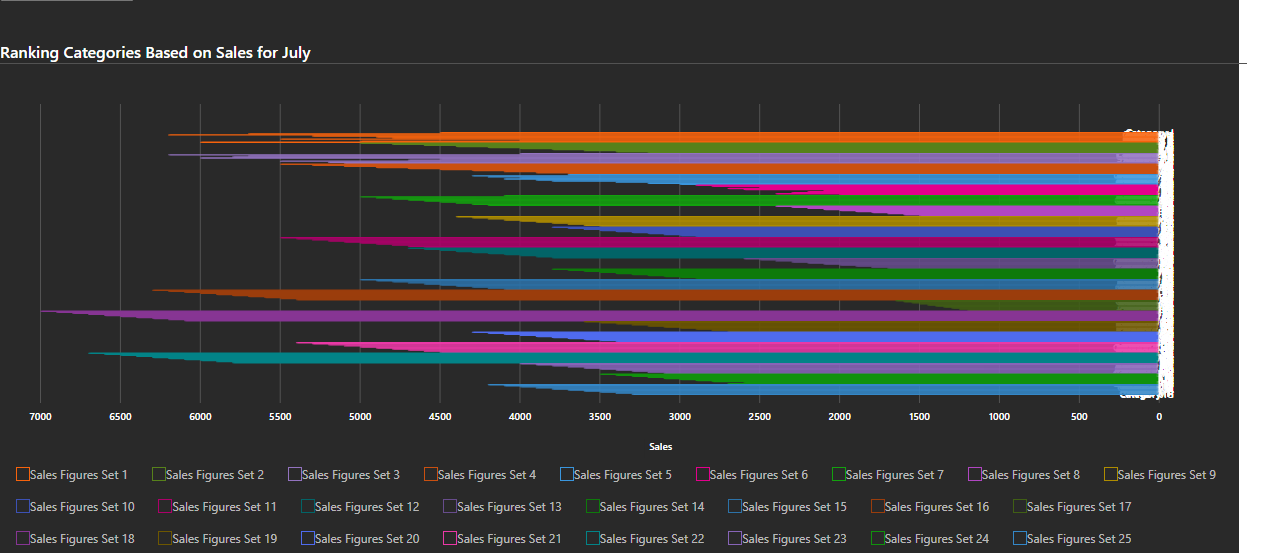 Ranking Categories Based on Sales for July
7000 6500 6000 5500 5000 4500 4000 3500 3000 2500 2000 1500 1000 500 0
Sales
Sales Figures Set 1 Sales Figures Set 2 Sales Figures Set 3 Sales Figures Set 4 Sales Figures Set 5 Sales Figures Set 6 Sales Figures Set 7 Sales Figures Set 8 Sales Figures Set 9
Sales Figures Set 10 Sales Figures Set 11 Sales Figures Set 12 Sales Figures Set 13 Sales Figures Set 14 Sales Figures Set 15 Sales Figures Set 16 Sales Figures Set 17
Sales Figures Set 18 Sales Figures Set 19 Sales Figures Set 20 Sales Figures Set 21 Sales Figures Set 22 Sales Figures Set 23 Sales Figures Set 24 Sales Figures Set 25